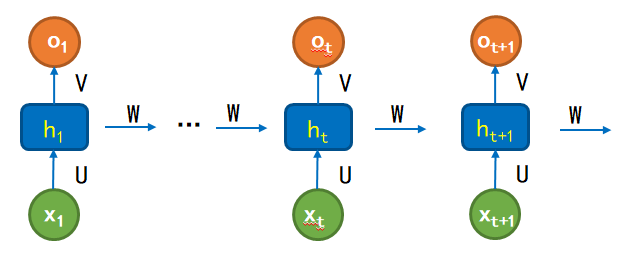 o1 ot ot+1
V V V
W ... W W W
h1 ht ht+1
U U U
x1 xt xt+1